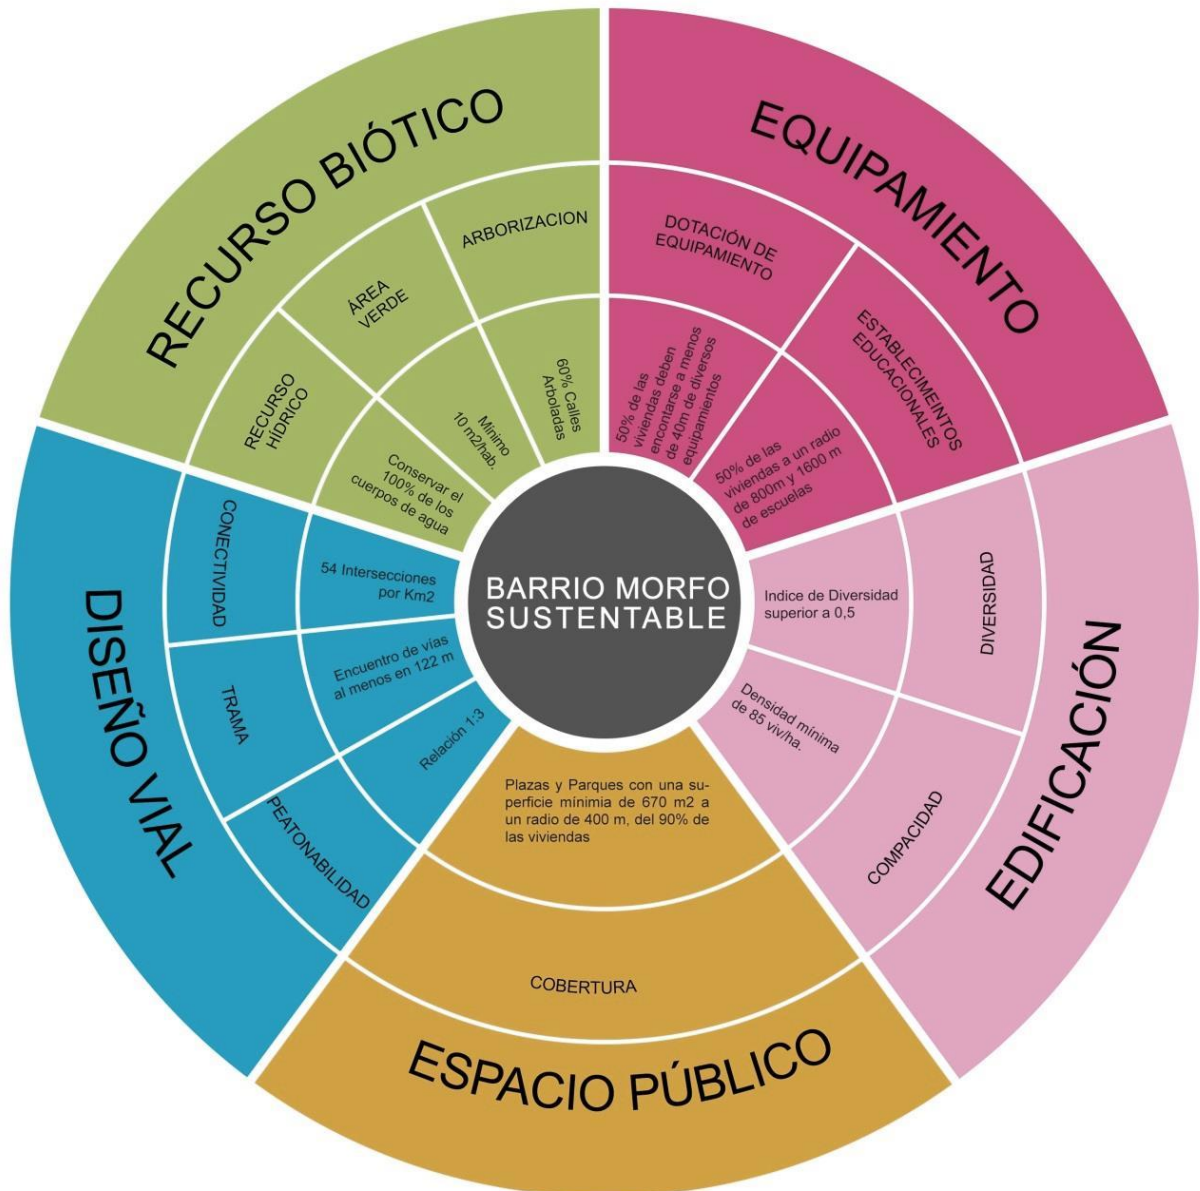 BARRIO MORFO
SUSTENTABLE
EQUIPAMIENTO
DOTACIÓN DE
EQUIPAMIENTO
50% de las
viviendas deben
encontarse a menos
de 40m de diversos
equipamientos
ESTABLECIMEINTOS
EDUCACIONALES
50% de las
viviendas a un radio
de 800m y 1600 m
de escuelas
EDIFICACIÓN
DIVERSIDAD
Indice de Diversidad
superior a 0,5
COMPACIDAD
Densidad mínima
de 85 viv/ha.
ESPACIO PÚBLICO
COBERTURA
Plazas y Parques con una su-
perficie mínimia de 670 m2 a
un radio de 400 m, del 90% de
las viviendas
DISEÑO VIAL
PEATONABILIDAD
Relación 1:3
TRAMA
Encuentro de vías
al menos en 122 m
CONECTIVIDAD
54 Intersecciones
por Km2
RECURSO BIÓTICO
RECURSO
HÍDRICO
Conservar el
100% de los
cuerpos de agua
ÁREA
VERDE
Mínimo
10 m2/hab.
ARBORIZACION
60% Calles
Arboladas